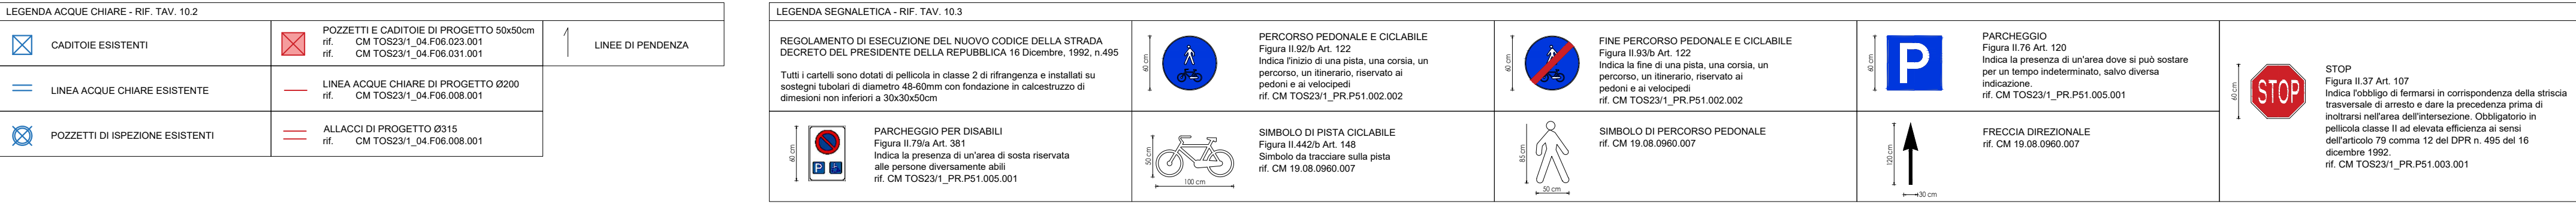 LEGENDA ACQUE CHIARE - RIF. TAV. 10.2
CADITOIE ESISTENTI
POZZETTI E CADITOIE DI PROGETTO 50x50cm
rif. CM TOS23/1_04.F06.023.001
rif. CM TOS23/1_04.F06.031.001
LINEE DI PENDENZA
LINEA ACQUE CHIARE ESISTENTE
LINEA ACQUE CHIARE DI PROGETTO Ø200
rif. CM TOS23/1_04.F06.008.001
POZZETTI DI ISPEZIONE ESISTENTI
ALLACCI DI PROGETTO Ø315
rif. CM TOS23/1_04.F06.008.001
LEGENDA SEGNALETICA - RIF. TAV. 10.3
REGOLAMENTO DI ESECUZIONE DEL NUOVO CODICE DELLA STRADA
DECRETO DEL PRESIDENTE DELLA REPUBBLICA 16 Dicembre, 1992, n.495
Tutti i cartelli sono dotati di pellicola in classe 2 di rifrangenza e installati su
sostegni tubolari di diametro 48-60mm con fondazione in calcestruzzo di
dimesioni non inferiori a 30x30x50cm
60 cm
PERCORSO PEDONALE E CICLABILE
Figura II.92/b Art. 122
Indica l'inizio di una pista, una corsia, un
percorso, un itinerario, riservato ai
pedoni e ai velocipedi
rif. CM TOS23/1_PR.P51.002.002
60 cm
FINE PERCORSO PEDONALE E CICLABILE
Figura II.93/b Art. 122
Indica la fine di una pista, una corsia, un
percorso, un itinerario, riservato ai
pedoni e ai velocipedi
rif. CM TOS23/1_PR.P51.002.002
60 cm
P
PARCHEGGIO
Figura II.76 Art. 120
Indica la presenza di un'area dove si può sostare
per un tempo indeterminato, salvo diversa
indicazione.
rif. CM TOS23/1_PR.P51.005.001
60 cm
STOP
STOP
Figura II.37 Art. 107
Indica l'obbligo di fermarsi in corrispondenza della striscia
trasversale di arresto e dare la precedenza prima di
inoltrarsi nell'area dell'intersezione. Obbligatorio in
pellicola classe II ad elevata efficienza ai sensi
dell'articolo 79 comma 12 del DPR n. 495 del 16
dicembre 1992.
rif. CM TOS23/1_PR.P51.003.001
60 cm
P
PARCHEGGIO PER DISABILI
Figura II.79/a Art. 381
Indica la presenza di un'area di sosta riservata
alle persone diversamente abili
rif. CM TOS23/1_PR.P51.005.001
50 cm
100 cm
SIMBOLO DI PISTA CICLABILE
Figura II.442/b Art. 148
Simbolo da tracciare sulla pista
rif. CM 19.08.0960.007
85 cm
50 cm
SIMBOLO DI PERCORSO PEDONALE
rif. CM 19.08.0960.007
120 cm
30 cm
FRECCIA DIREZIONALE
rif. CM 19.08.0960.007